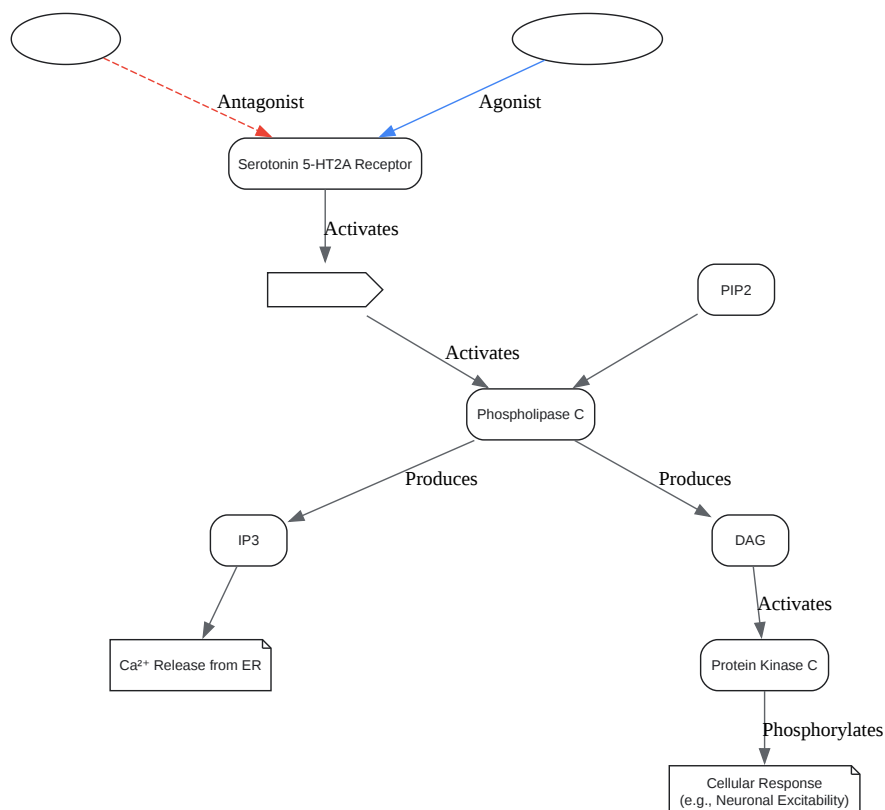 Antagonist
Agonist
Serotonin 5-HT2A Receptor
Activates
PIP2
Activates
Phospholipase C
Produces
Produces
IP3
DAG
Activates
Ca²⁺ Release from ER
Protein Kinase C
Phosphorylates
Cellular Response
(e.g., Neuronal Excitability)